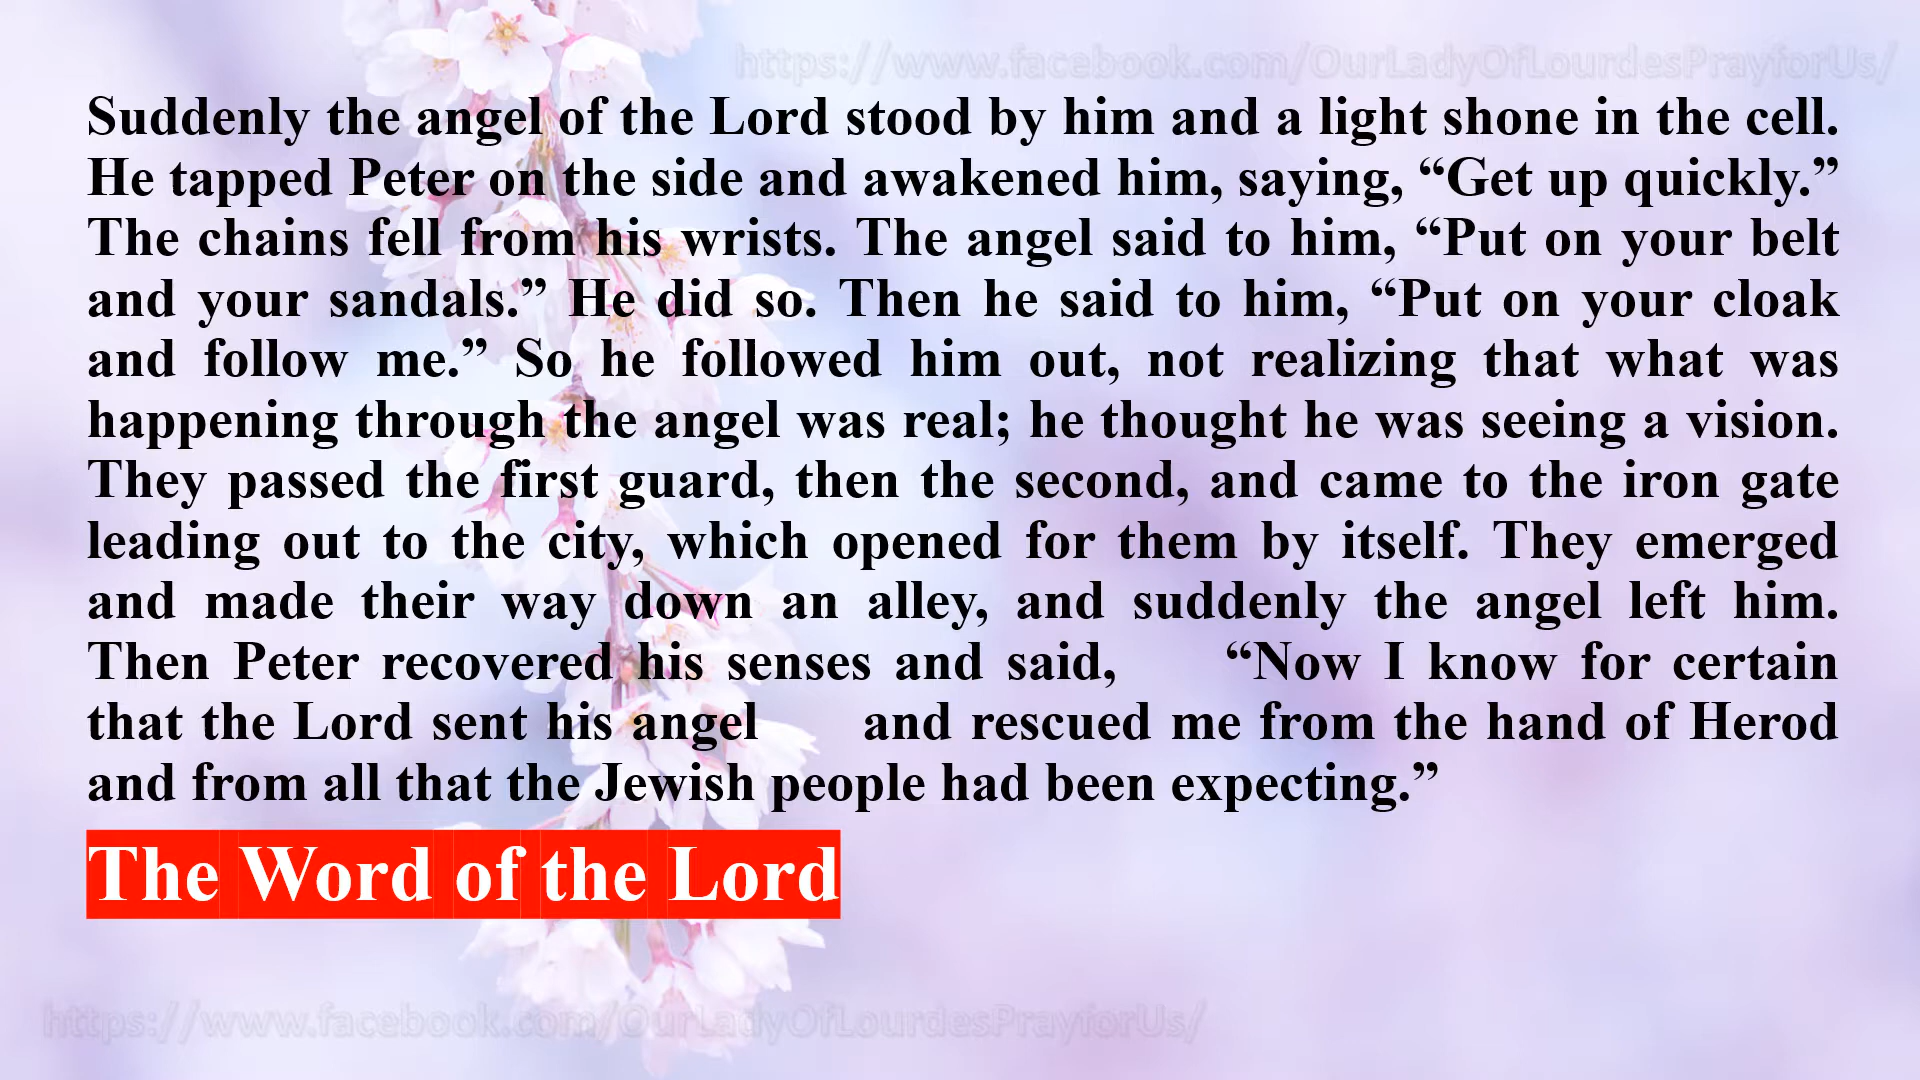 https://www.facebook.com/OurLadyOfLourdesPrayforUs/
Suddenly the angel of the Lord stood by him and a light shone in the cell.
He tapped Peter on the side and awakened him, saying, “Get up quickly.”
The chains fell from his wrists. The angel said to him, “Put on your belt
and your sandals.” He did so. Then he said to him, “Put on your cloak
and follow me.” So he followed him out, not realizing that what was
happening through the angel was real; he thought he was seeing a vision.
They passed the first guard, then the second, and came to the iron gate
leading out to the city, which opened for them by itself. They emerged
and made their way down an alley, and suddenly the angel left him.
Then Peter recovered his senses and said, “Now I know for certain
that the Lord sent his angel and rescued me from the hand of Herod
and from all that the Jewish people had been expecting.”
The Word of the Lord
https://www.facebook.com/OurLadyOfLourdesPrayforUs/